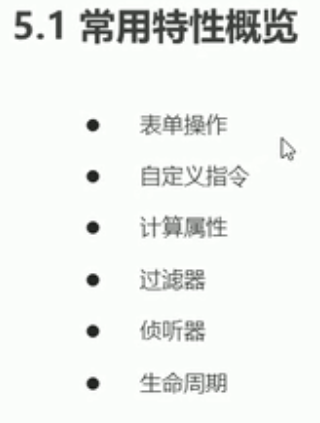 5.1 常用特性概览
● 表单操作
● 自定义指令
● 计算属性
● 过滤器
● 侦听器
● 生命周期